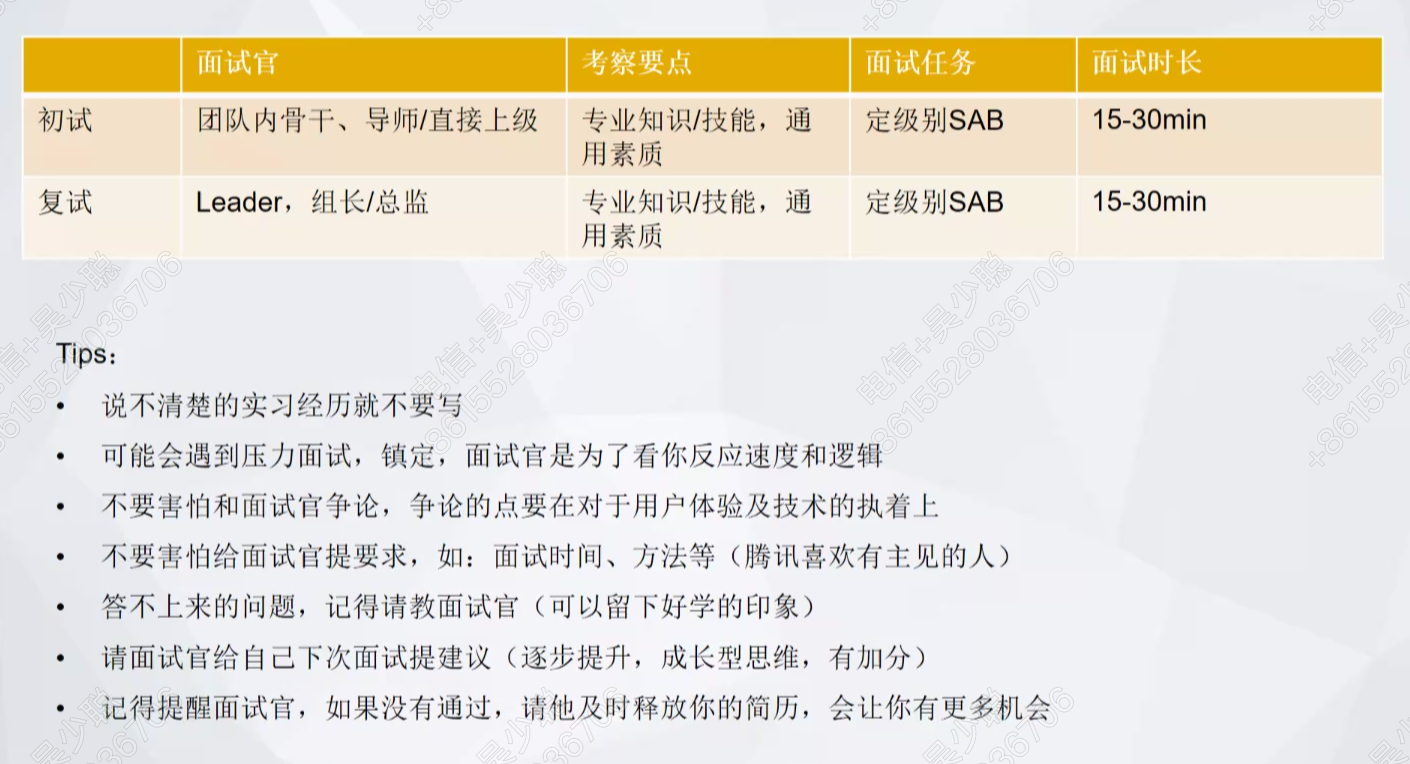 面试官 考察要点 面试任务 面试时长
初试 团队内骨干、导师/直接上级 专业知识/技能，通 定级别SAB 15-30min
用素质
复试 Leader，组长/总监 专业知识/技能，通 定级别SAB 15-30min
用素质
Tips：
• 说不清楚的实习经历就不要写
• 可能会遇到压力面试，镇定，面试官是为了看你反应速度和逻辑
• 不要害怕和面试官争论，争论的点要在对于用户体验及技术的执着上
• 不要害怕给面试官提要求，如：面试时间、方法等（腾讯喜欢有主见的人）
• 答不上来的问题，记得请教面试官（可以留下好学的印象）
• 请面试官给自己下次面试提建议（逐步提升，成长型思维，有加分）
• 记得提醒面试官，如果没有通过，请他及时释放你的简历，会让你有更多机会
电信+吴少聪
+8615528036706